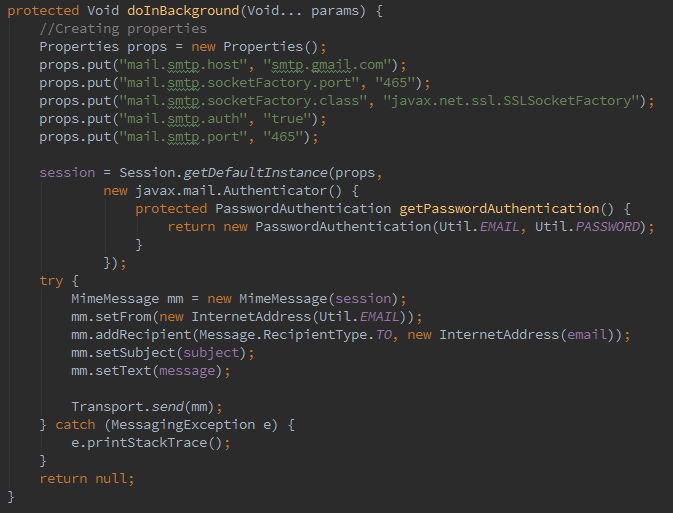 protected Void doInBackground(Void... params) {
    //Creating properties
    Properties props = new Properties();
    props.put("mail.smtp.host", "smtp.gmail.com");
    props.put("mail.smtp.socketFactory.port", "465");
    props.put("mail.smtp.socketFactory.class", "javax.net.ssl.SSLSocketFactory");
    props.put("mail.smtp.auth", "true");
    props.put("mail.smtp.port", "465");

    session = Session.getDefaultInstance(props,
            new javax.mail.Authenticator() {
                protected PasswordAuthentication getPasswordAuthentication() {
                    return new PasswordAuthentication(Util.EMAIL, Util.PASSWORD);
                }
            });
    try {
        MimeMessage mm = new MimeMessage(session);
        mm.setFrom(new InternetAddress(Util.EMAIL));
        mm.addRecipient(Message.RecipientType.TO, new InternetAddress(email));
        mm.setSubject(subject);
        mm.setText(message);

        Transport.send(mm);
    } catch (MessagingException e) {
        e.printStackTrace();
    }
    return null;
}